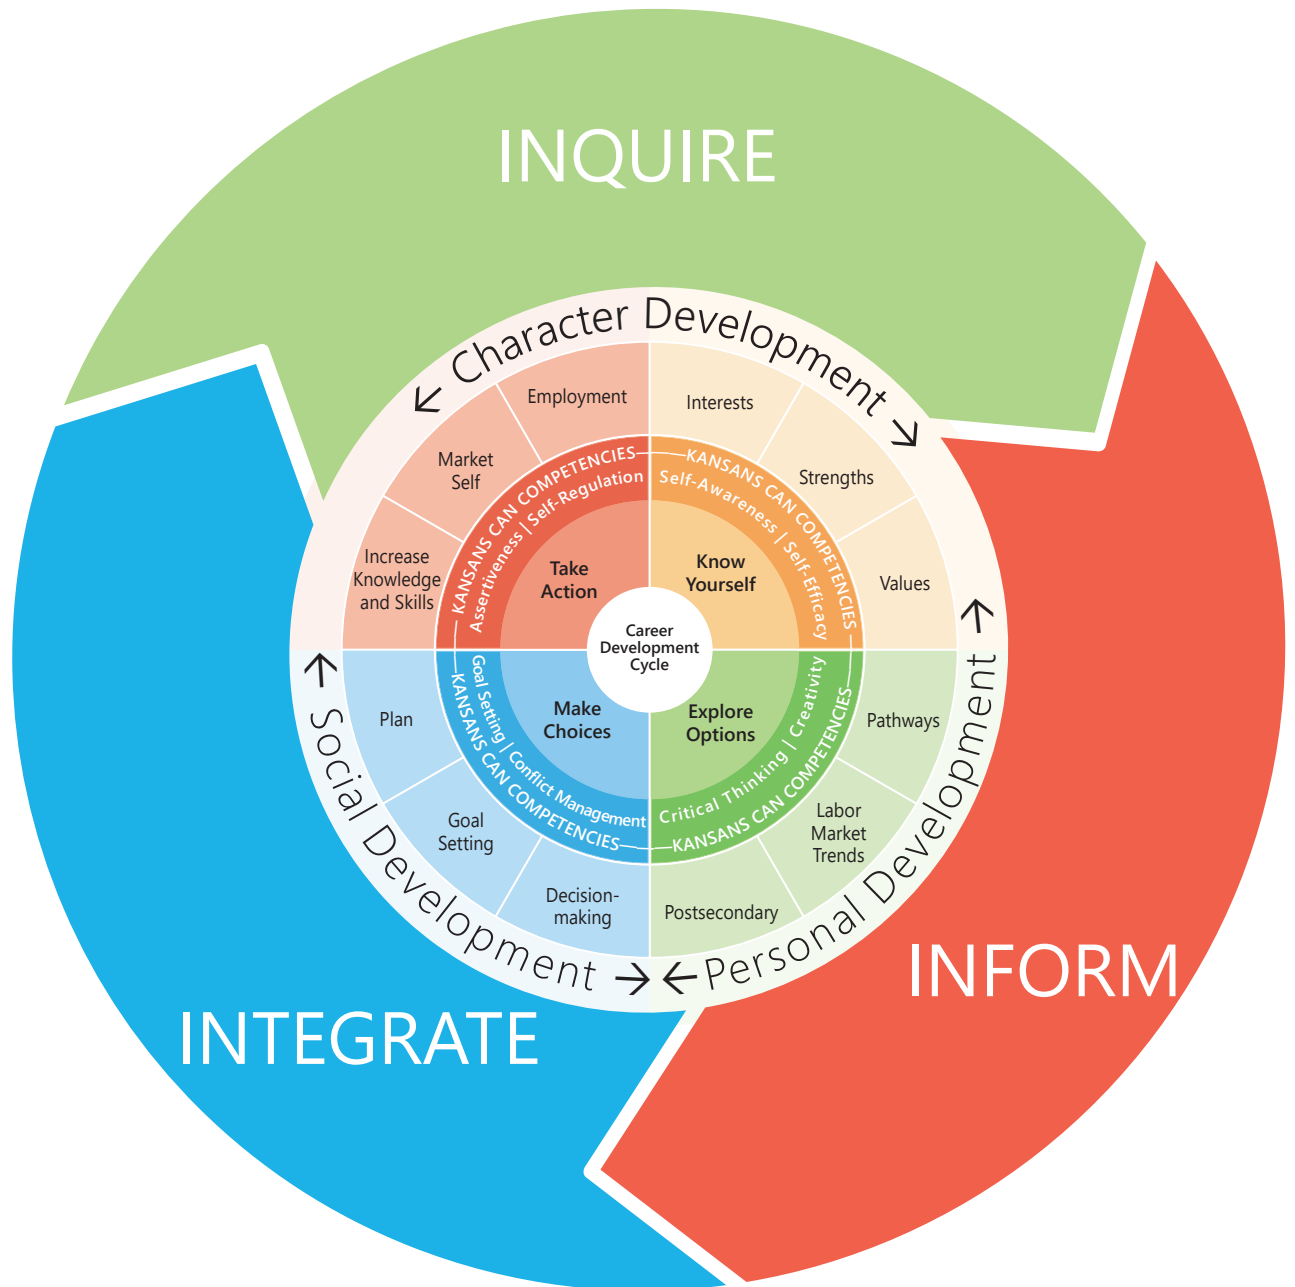 INQUIRE
← Character Development →
Employment
Interests
Market
Self
Strengths
Increase
Knowledge
and Skills
Values
KANSANS CAN COMPETENCIES
Assertiveness | Self-Regulation
KANSANS CAN COMPETENCIES
Self-Awareness | Self-Efficacy
Take
Action
Know
Yourself
Career
Development
Cycle
Make
Choices
Explore
Options
Goal Setting | Conflict Management
KANSANS CAN COMPETENCIES
Critical Thinking | Creativity
KANSANS CAN COMPETENCIES
Plan
Pathways
Goal
Setting
Labor
Market
Trends
Decision-
making
Postsecondary
← Social Development →
← Personal Development →
INFORM
INTEGRATE